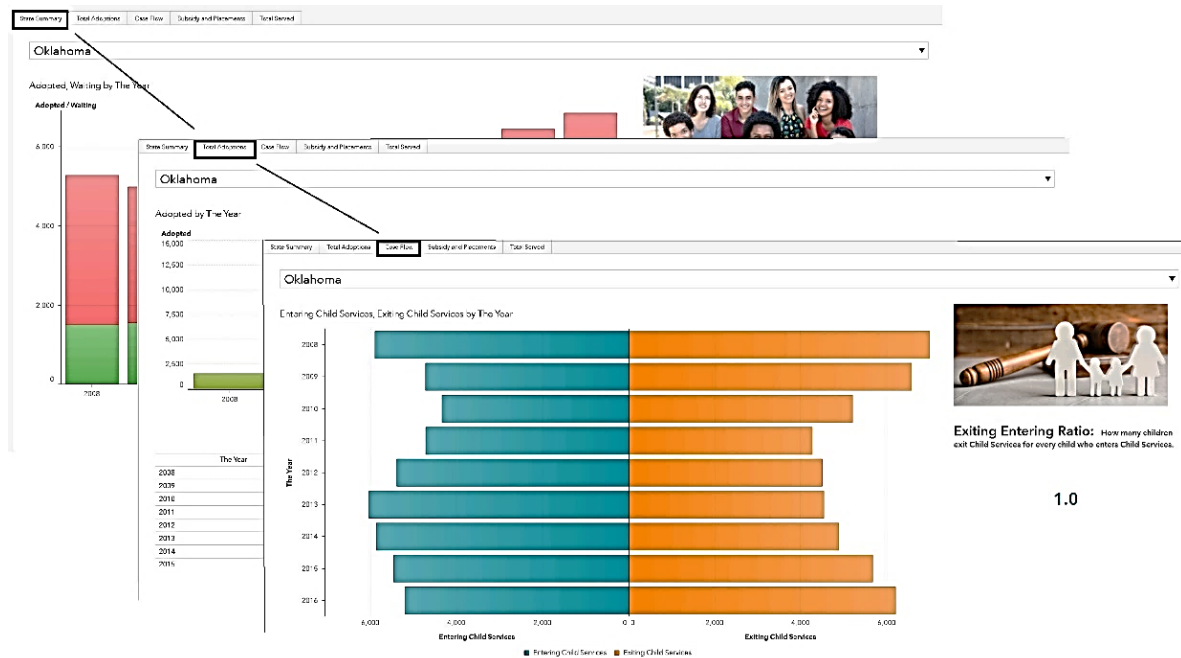 State Summary Total Adoptions Case Flow Subsidy and Placements Total Served
Oklahoma
Adopted, Waiting by The Year
Adopted / Waiting
6,000
4,000
2,000
0
2008
State Summary Total Adoptions Case Flow Subsidy and Placements Total Served
Oklahoma
Adopted by The Year
Adopted
15,000
12,500
10,000
7,500
5,000
2,500
0
2008
The Year
2008
2009
2010
2011
2012
2013
2014
2015
State Summary Total Adoptions Case Flow Subsidy and Placements Total Served
Oklahoma
Entering Child Services, Exiting Child Services by The Year
The Year
2008
2009
2010
2011
2012
2013
2014
2015
2016
6,000 4,000 2,000 0 2,000 4,000 6,000
Entering Child Services Exiting Child Services
Entering Child Services Exiting Child Services
Exiting Entering Ratio: How many children
exit Child Services for every child who enters Child Services.
1.0